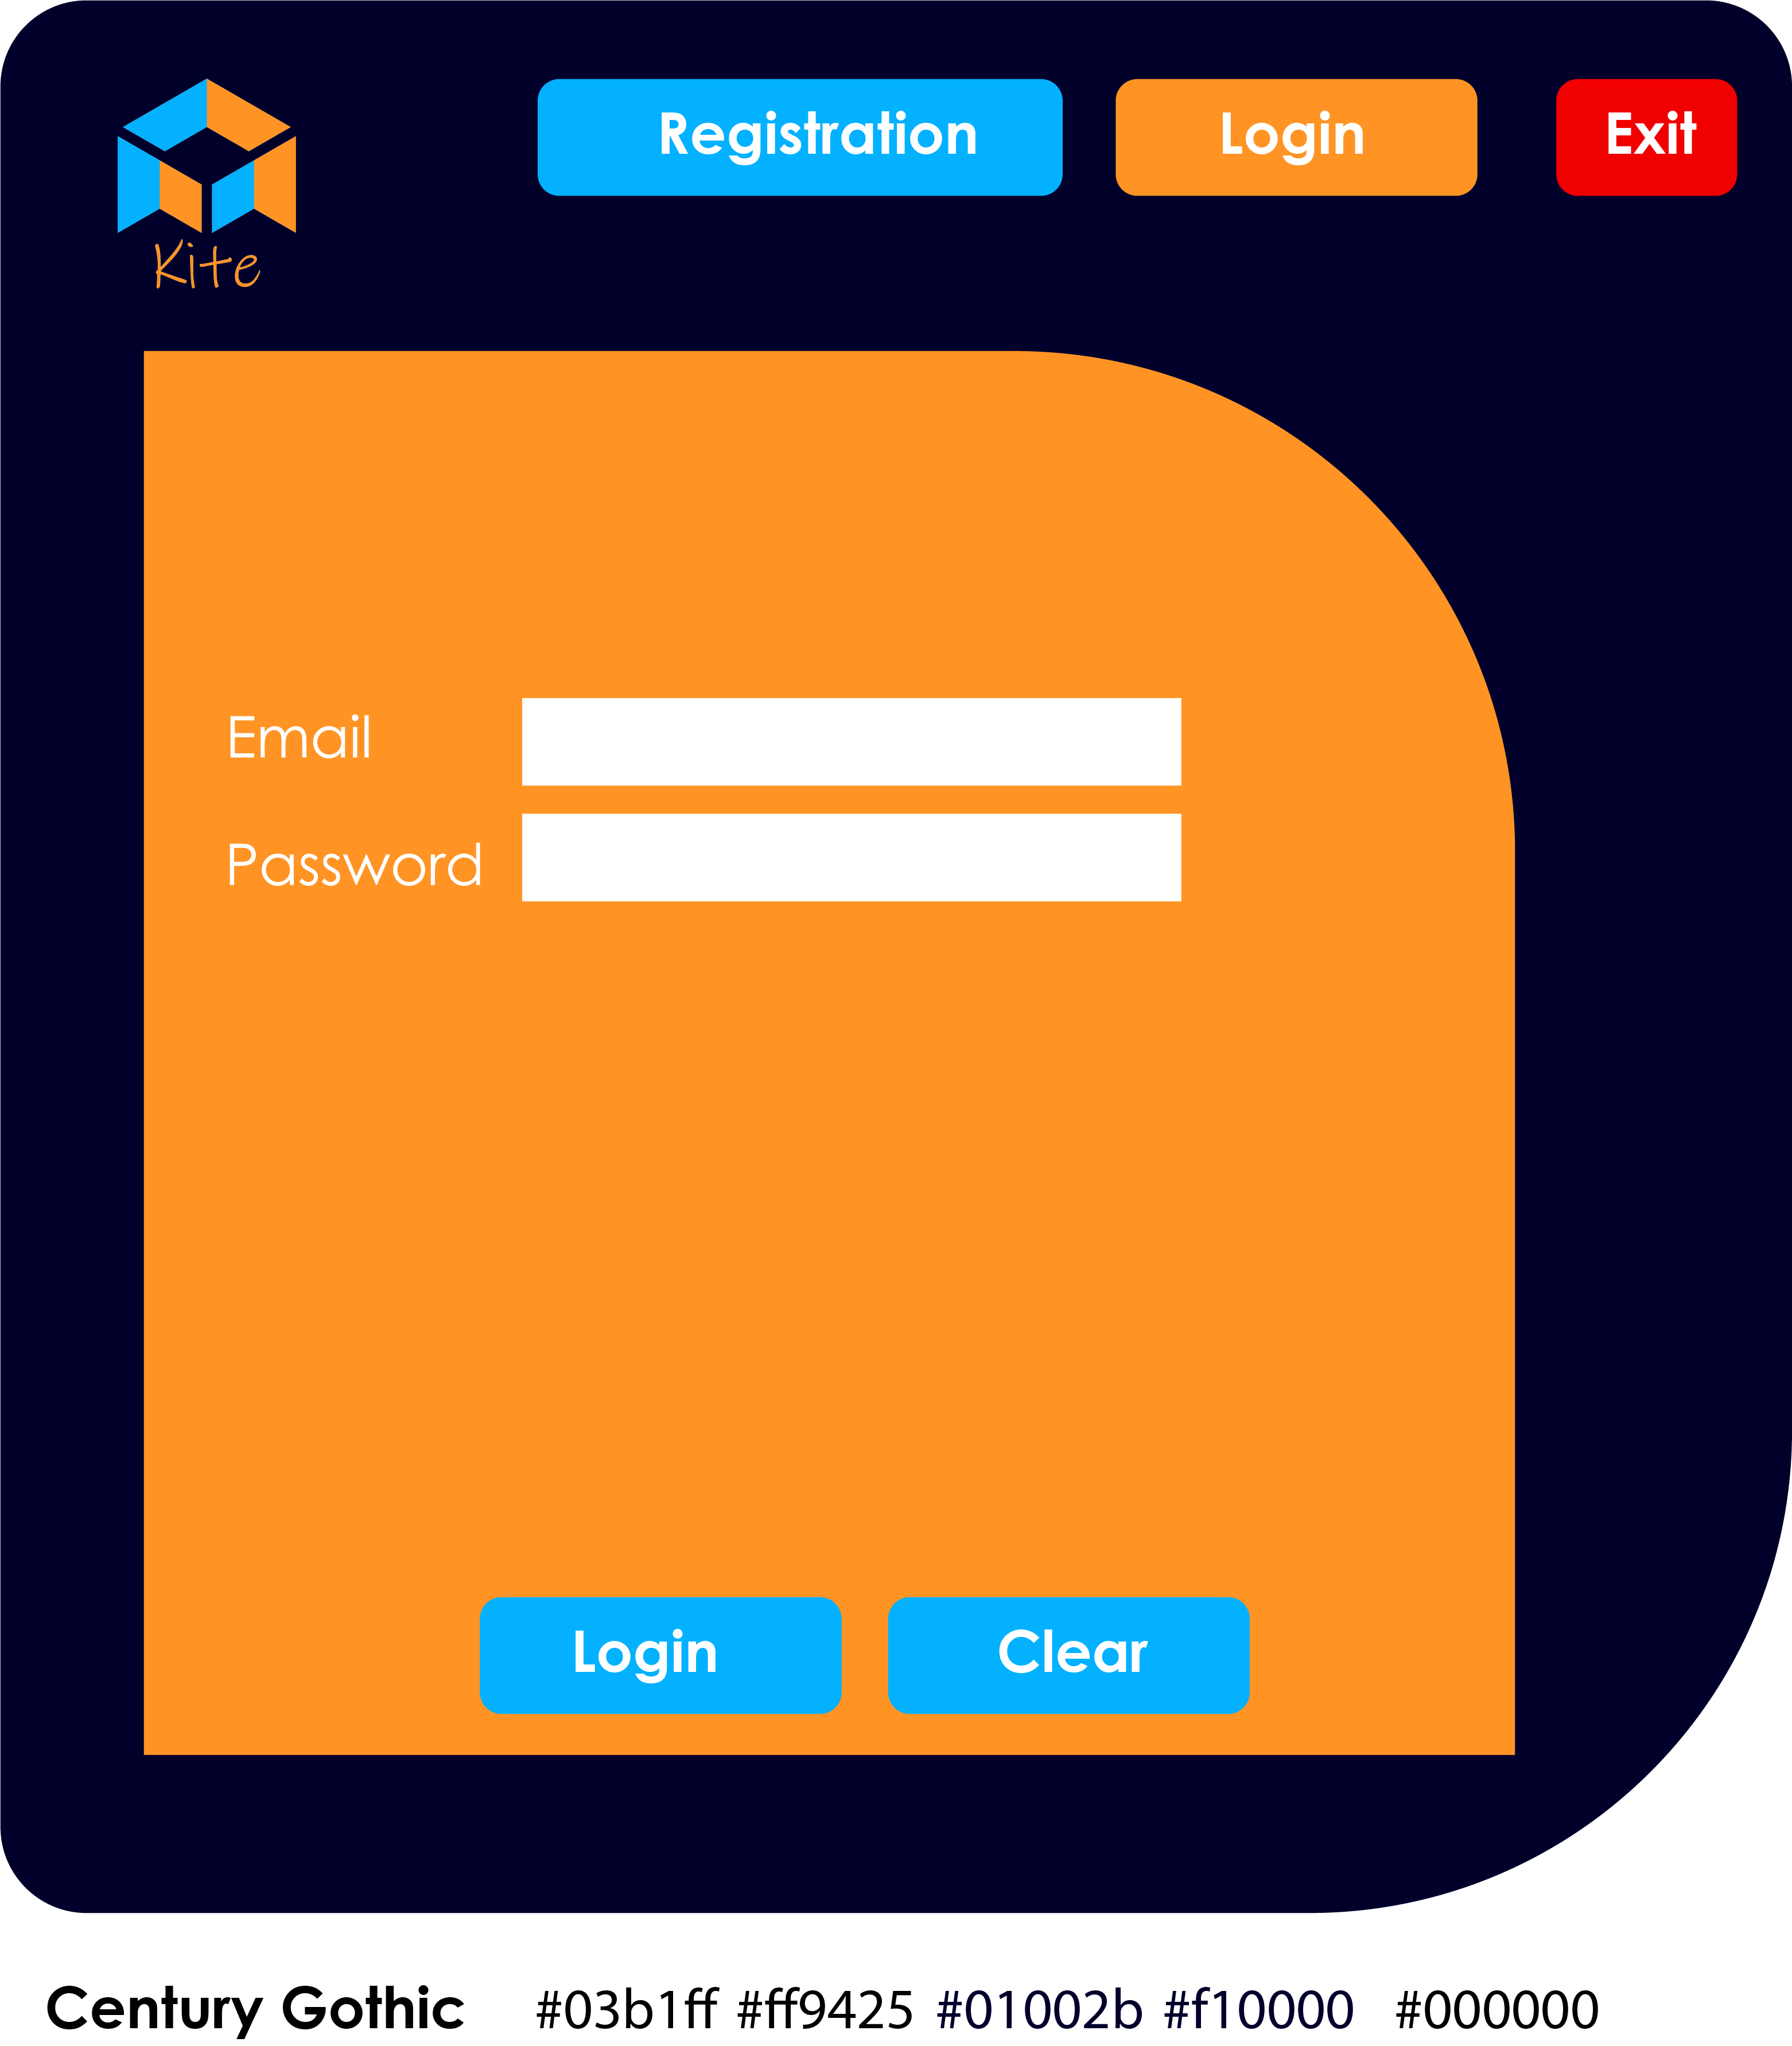 Registration Login Exit
Kite
Email
Password
Login Clear
Century Gothic #03b1ff #ff9425 #01002b #f10000 #000000